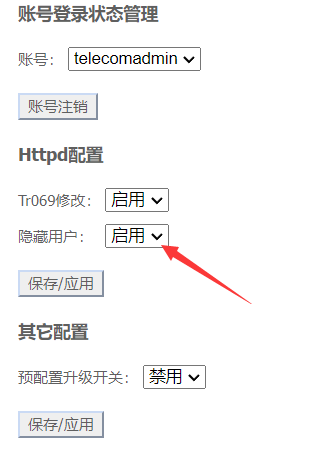 账号登录状态管理
账号： telecomadmin
账号注销
Httpd配置
Tr069修改： 启用
隐藏用户： 启用
保存/应用
其它配置
预配置升级开关： 禁用
保存/应用